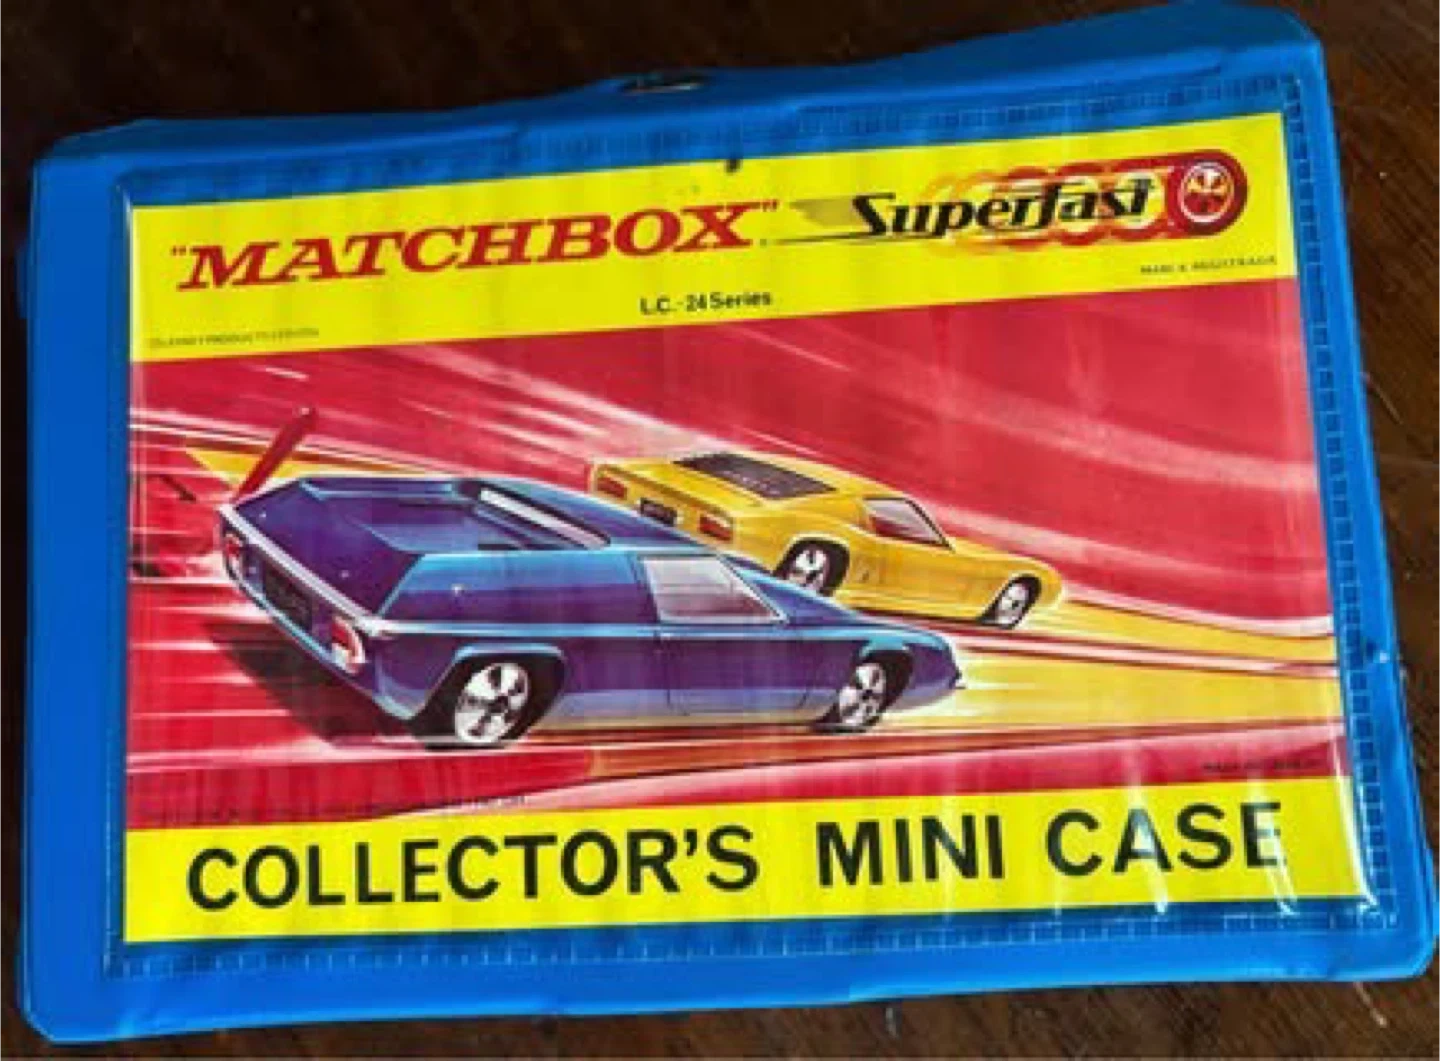 "MATCHBOX" Superfast
L.C.-24 Series
COLLECTOR'S MINI CASE